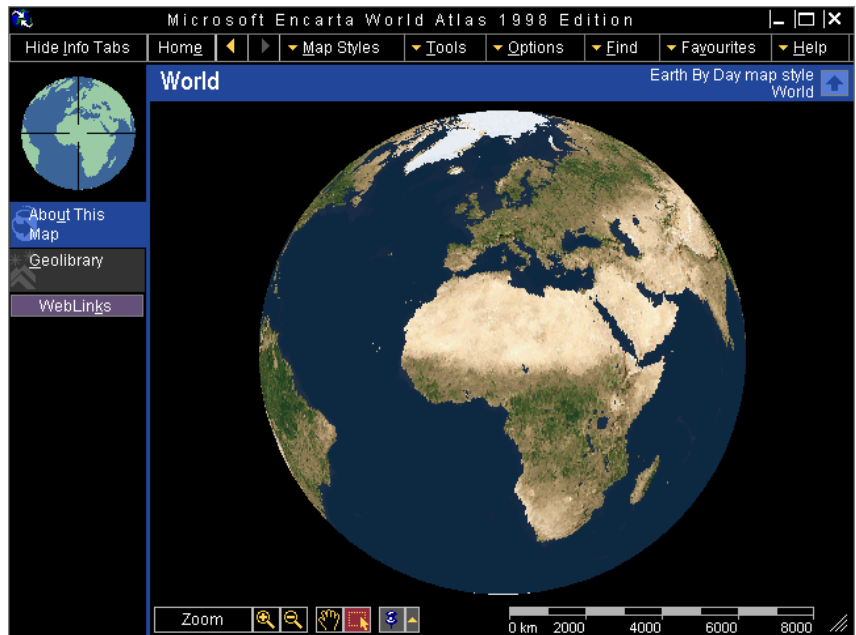 Microsoft Encarta World Atlas 1998 Edition
Hide Info Tabs Home Map Styles Tools Options Find Favourites Help
World
Earth By Day map style
World
About This
Map
Geolibrary
WebLinks
Zoom
0 km 2000 4000 6000 8000